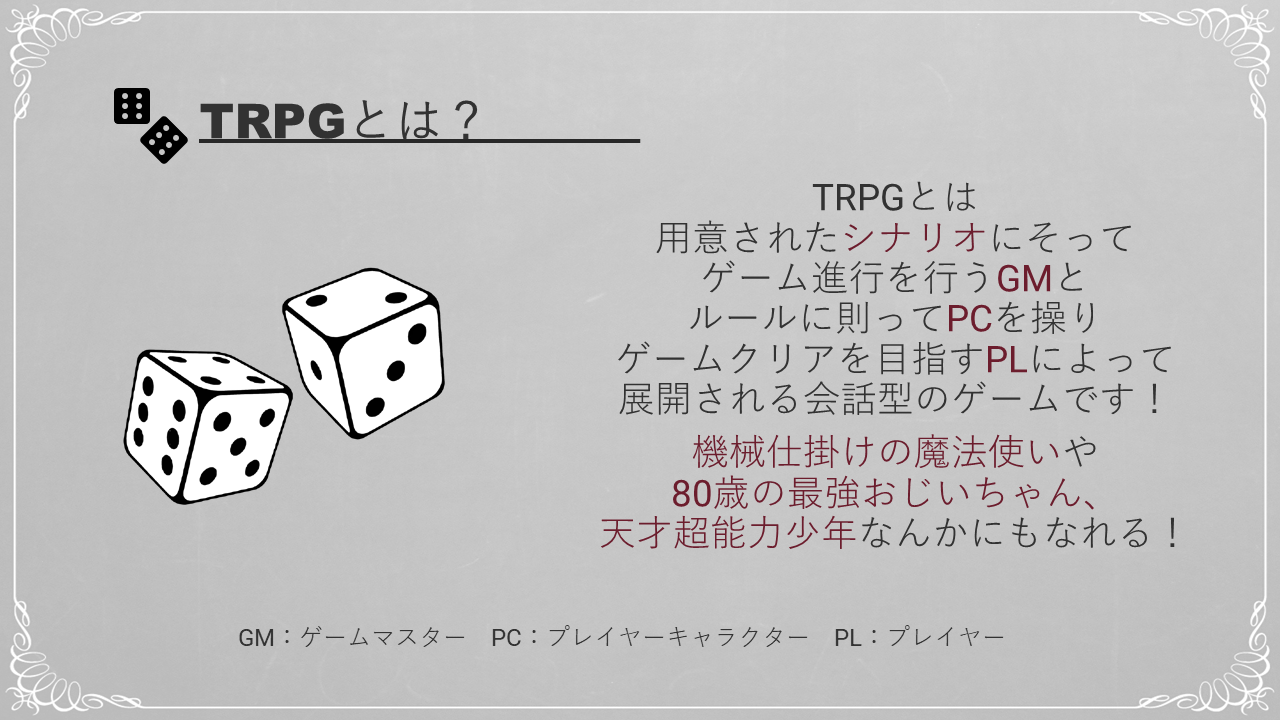 TRPGとは？
TRPGとは
用意されたシナリオにそって
ゲーム進行を行うGMと
ルールに則ってPCを操り
ゲームクリアを目指すPLによって
展開される会話型のゲームです！
機械仕掛けの魔法使いや
80歳の最強おじいちゃん、
天才超能力少年なんかにもなれる！
GM：ゲームマスター　PC：プレイヤーキャラクター　PL：プレイヤー